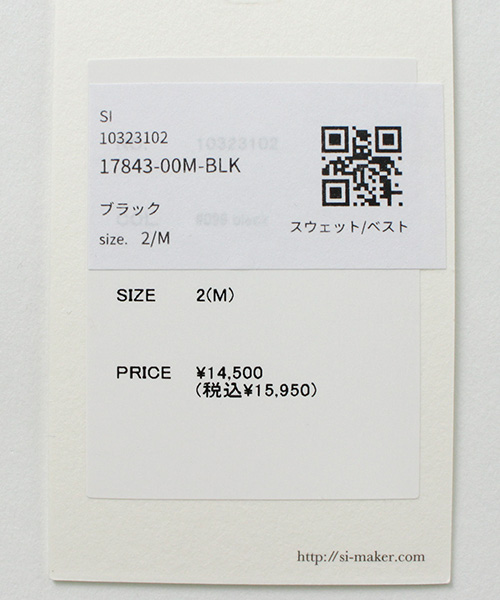 SI
10323102
17843-00M-BLK
ブラック
size. 2/M
スウェット/ベスト
10323102
SIZE 2(M)
PRICE ¥14,500
(税込¥15,950)
http://si-maker.com